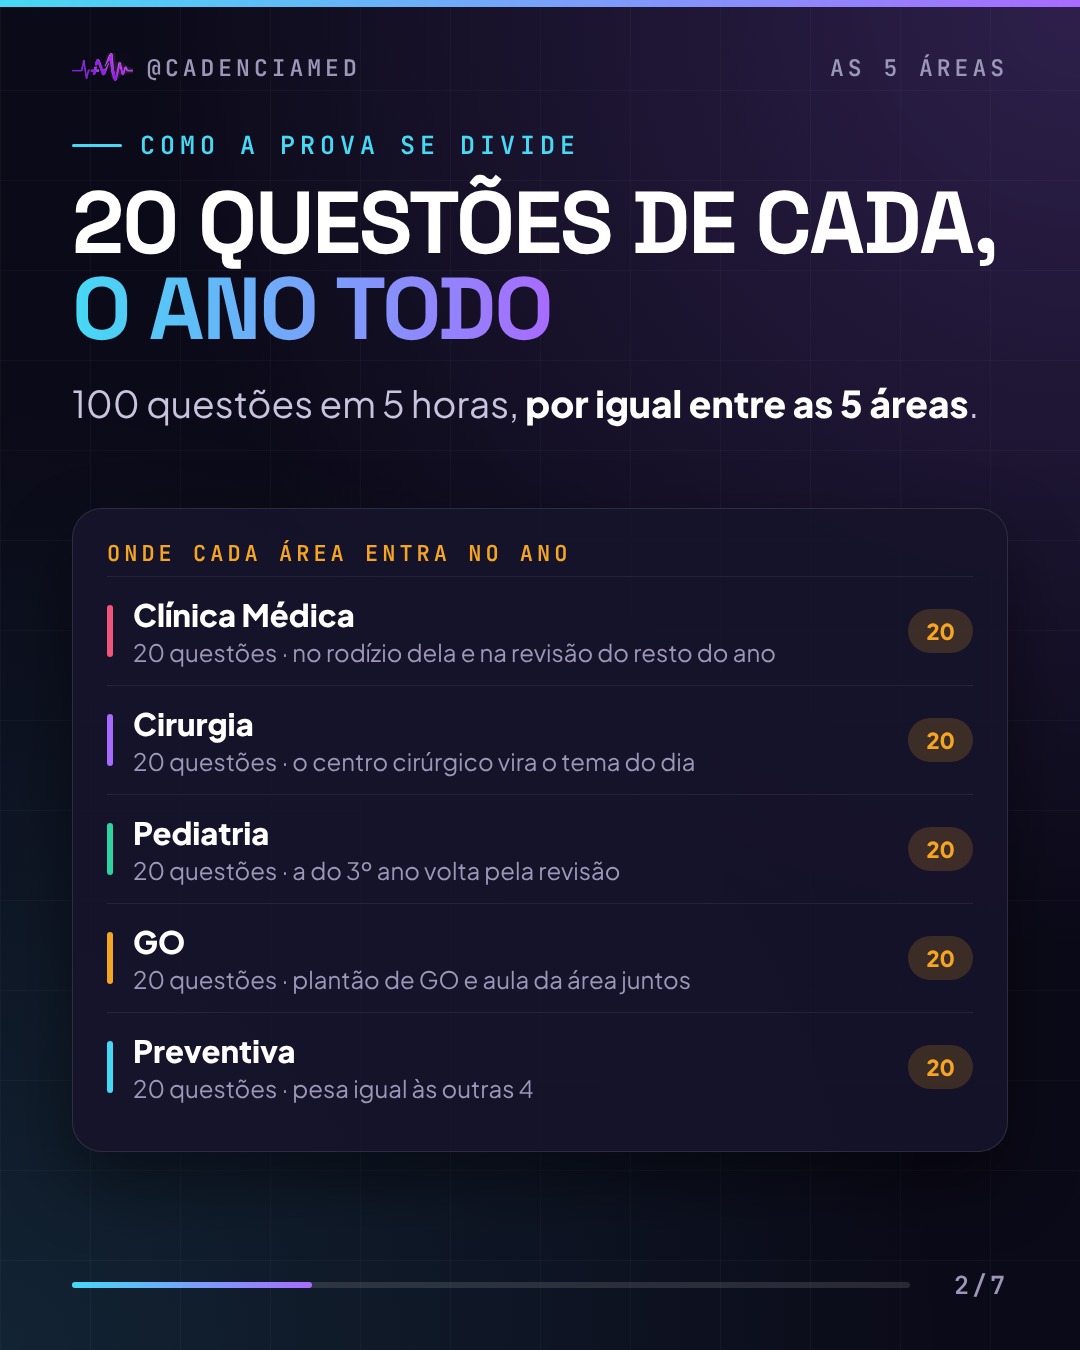 @CADENCIAMED
AS 5 ÁREAS
COMO A PROVA SE DIVIDE
20 QUESTÕES DE CADA,
O ANO TODO
100 questões em 5 horas, por igual entre as 5 áreas.
ONDE CADA ÁREA ENTRA NO ANO
Clínica Médica
20 questões · no rodízio dela e na revisão do resto do ano
20
Cirurgia
20 questões · o centro cirúrgico vira o tema do dia
20
Pediatria
20 questões · a do 3º ano volta pela revisão
20
GO
20 questões · plantão de GO e aula da área juntos
20
Preventiva
20 questões · pesa igual às outras 4
20
2/7